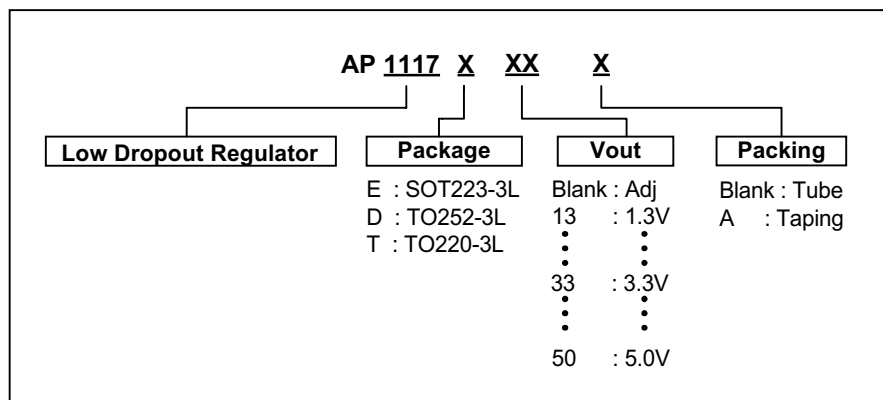 AP 1117 X XX X
Low Dropout Regulator Package Vout Packing
E : SOT223-3L Blank : Adj Blank : Tube
D : TO252-3L 13 : 1.3V A : Taping
T : TO220-3L
33 : 3.3V
50 : 5.0V